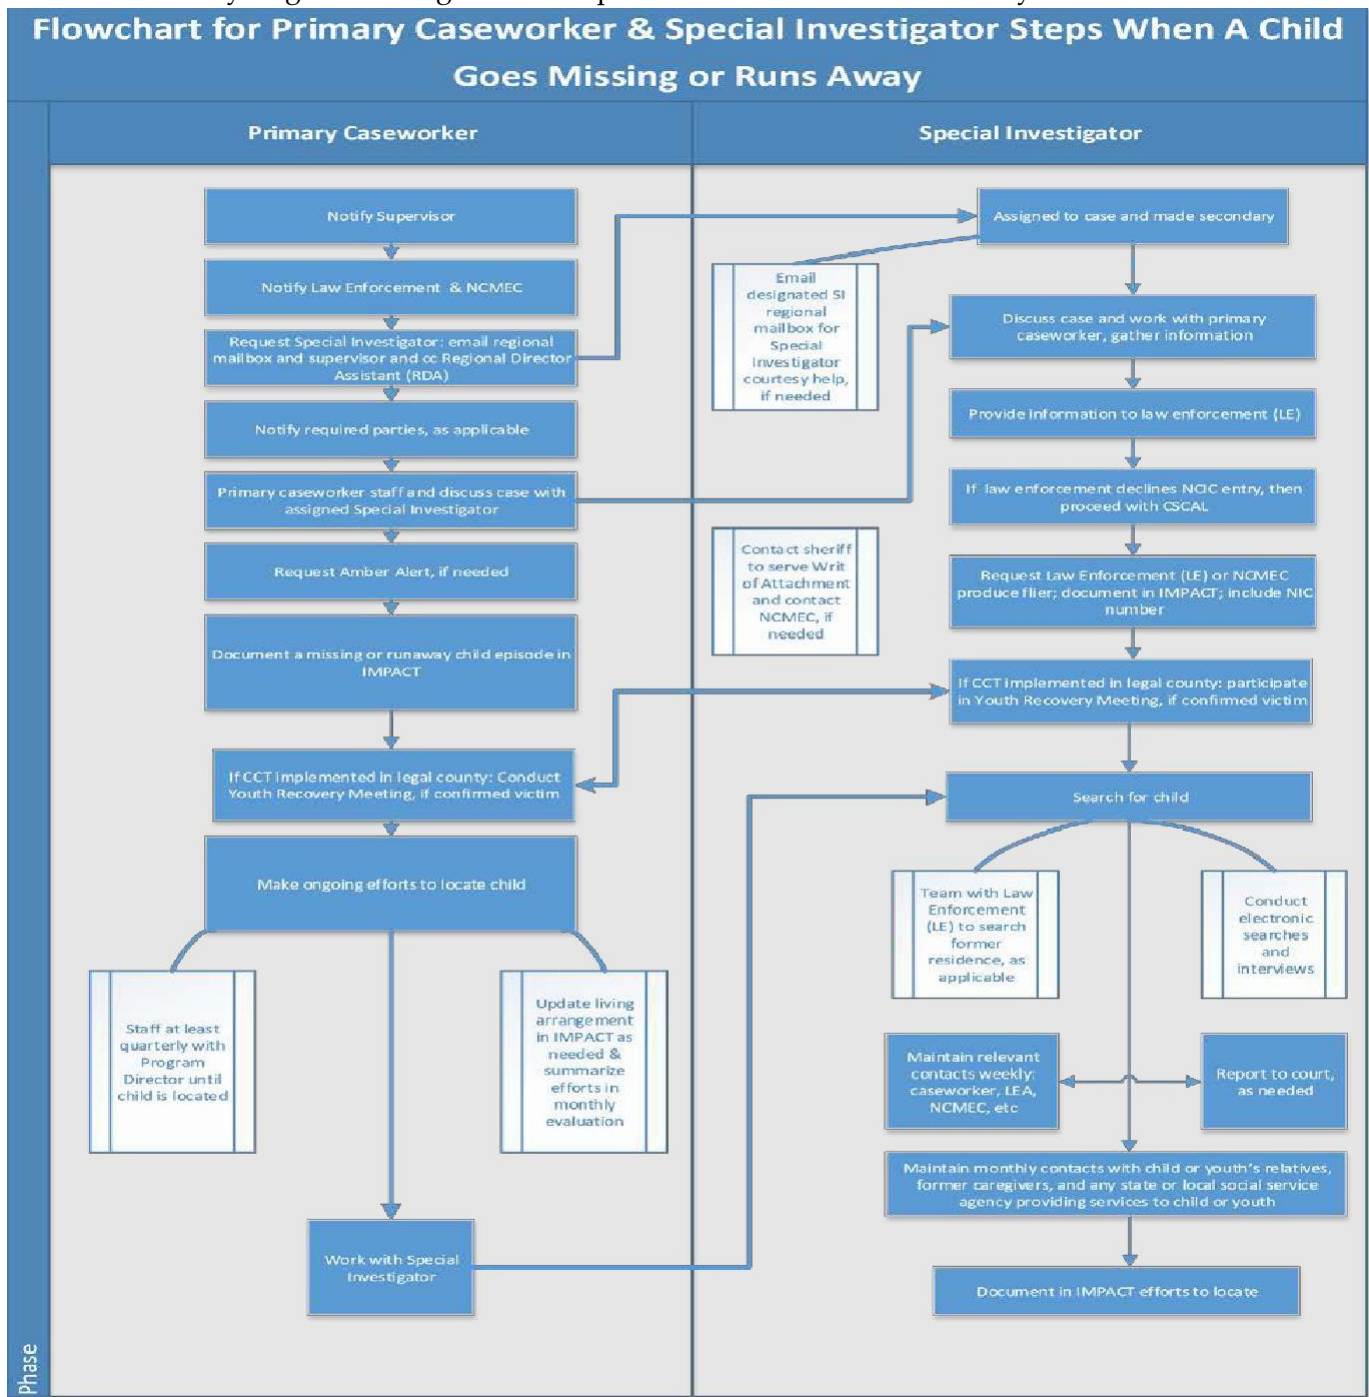 Flowchart for Primary Caseworker & Special Investigator Steps When A Child
Goes Missing or Runs Away
Primary Caseworker
Special Investigator
Notify Supervisor
Notify Law Enforcement & NCMEC
Request Special Investigator: email regional
mailbox and supervisor and cc Regional Director
Assistant (RDA)
Notify required parties, as applicable
Primary caseworker staff and discuss case with
assigned Special Investigator
Request Amber Alert, if needed
Document a missing or runaway child episode in
IMPACT
If CCT implemented in legal county: Conduct
Youth Recovery Meeting, if confirmed victim
Make ongoing efforts to locate child
Staff at least
quarterly with
Program
Director until
child is located
Update living
arrangement
in IMPACT as
needed &
summarize
efforts in
monthly
evaluation
Work with Special
Investigator
Assigned to case and made secondary
Email
designated SI
regional
mailbox for
Special
Investigator
courtesy help,
if needed
Discuss case and work with primary
caseworker, gather information
Provide information to law enforcement (LE)
If law enforcement declines NCIC entry, then
proceed with CSCAL
Contact sheriff
to serve Writ
of Attachment
and contact
NCMEC, if
needed
Request Law Enforcement (LE) or NCMEC
produce flier; document in IMPACT; include NIC
number
If CCT implemented in legal county: participate
in Youth Recovery Meeting, if confirmed victim
Search for child
Team with Law
Enforcement
(LE) to search
former
residence, as
applicable
Conduct
electronic
searches
and
interviews
Maintain relevant
contacts weekly:
caseworker, LEA,
NCMEC, etc
Report to court,
as needed
Maintain monthly contacts with child or youth's relatives,
former caregivers, and any state or local social service
agency providing services to child or youth
Document in IMPACT efforts to locate
Phase